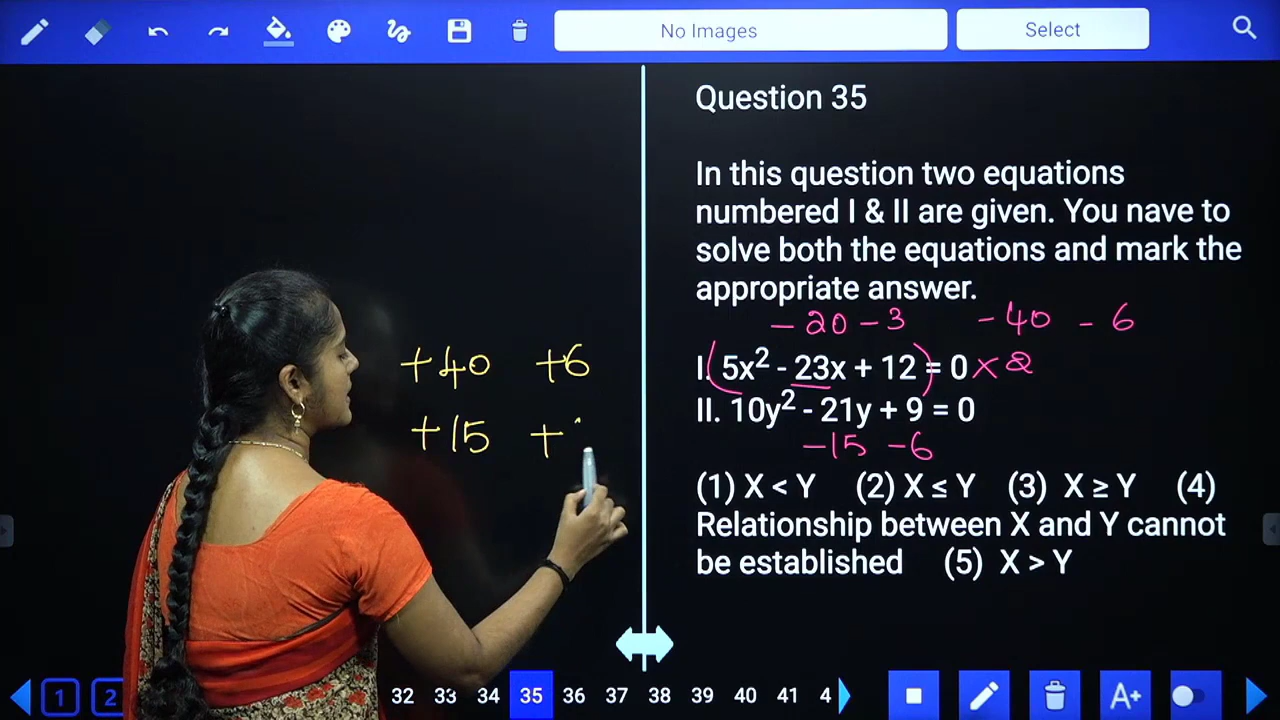 No Images
Select
Question 35
In this question two equations
numbered I & II are given. You nave to
solve both the equations and mark the
appropriate answer.
- 20 - 3 - 40 - 6
I. ( 5x² - 23x + 12 ) = 0 × 2
II. 10y² - 21y + 9 = 0
- 15 - 6
(1) X < Y (2) X ≤ Y (3) X ≥ Y (4)
Relationship between X and Y cannot
be established (5) X > Y
+40 +6
+15 +
1 2 32 33 34 35 36 37 38 39 40 41 4
A+